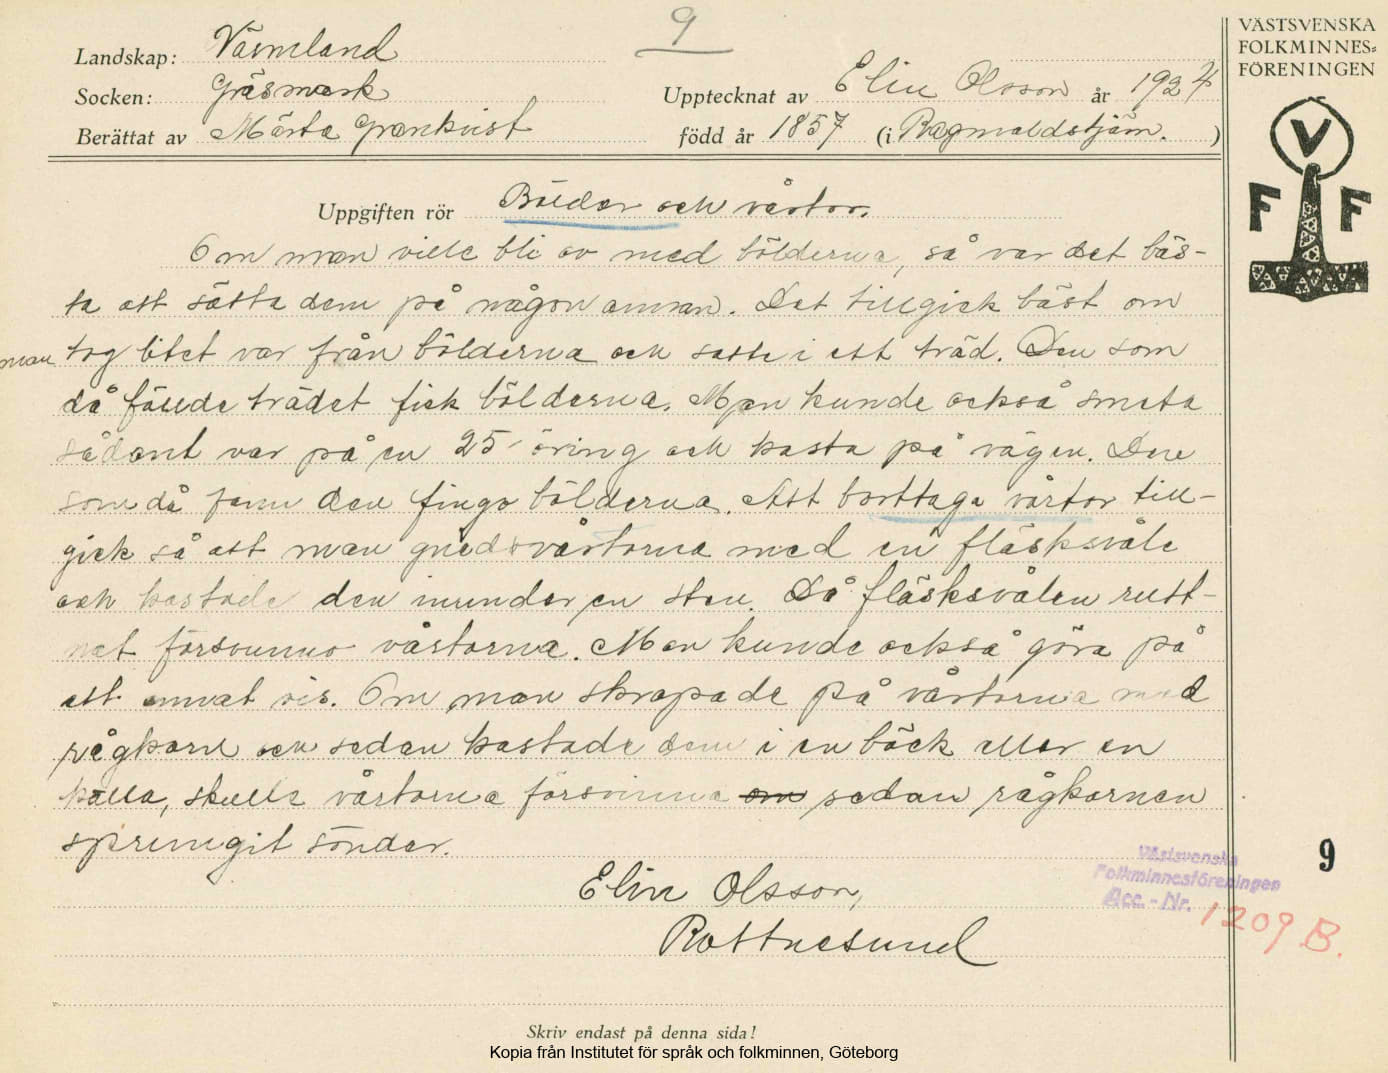 9
VÄSTSVENSKA
FOLKMINNES=
FÖRENINGEN
V
F F
Landskap: Värmland
Socken: Gräsmark
Upptecknat av Elin Olsson år 1927
Berättat av Märta Grankvist född år 1857 (i Ragnvaldstjärn.)
Uppgiften rör Bölder och vårtor.
Om man ville bli av med bölderna, så var det bäs-
ta att sätta dem på någon annan. Det tillgick bäst om
man tog litet var från bölderna och satte i ett träd. Den som
då fällde trädet fick bölderna. Man kunde också smeta
sådant var på en 25 öring och kasta på vägen. Den
som då fann den fingo bölderna. Att borttaga vårtor till-
gick så att man gned vårtorna med en fläsksvåle
och kastade den inunder en sten. Då fläsksvålen rutt-
nat försvunno vårtorna. Man kunde också göra på
ett annat vis. Om man skrapade på vårtorna med
rågkorn och sedan kastade dem i en bäck eller en
källa, skulle vårtorna försvinna om sedan rågkornen
sprungit sönder.
Elin Olsson,
Rottnesund
Västsvenska
Folkminnesföreningen
Acc. - Nr. 1209 B.
9
Skriv endast på denna sida!
Kopia från Institutet för språk och folkminnen, Göteborg